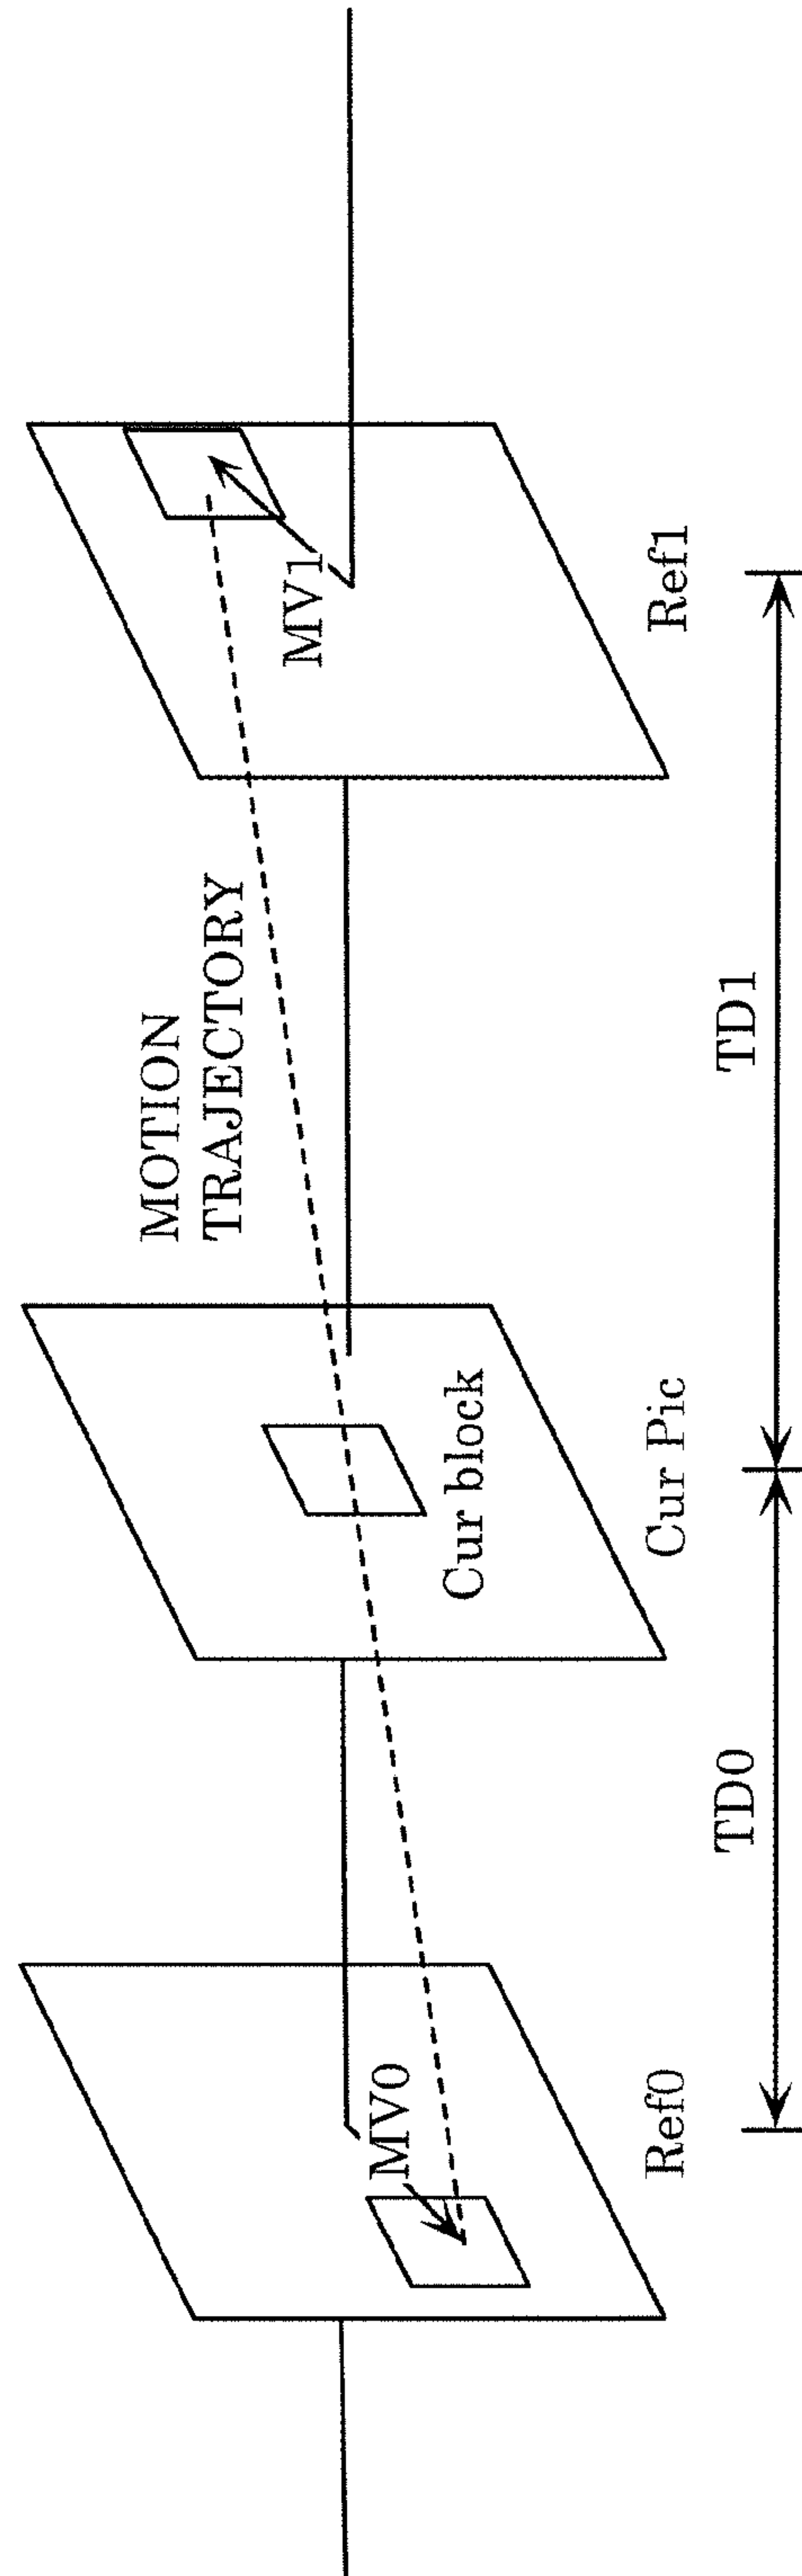 MOTION
TRAJECTORY
MV0
MV1
Cur block
Ref0
Cur Pic
Ref1
TD0
TD1